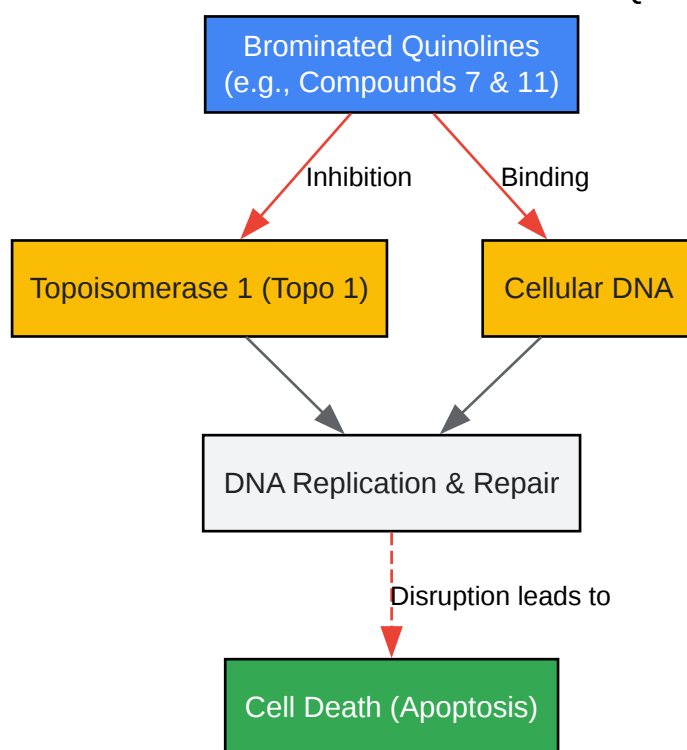 Brominated Quinolines
(e.g., Compounds 7 & 11)
Inhibition
Binding
Topoisomerase 1 (Topo 1)
Cellular DNA
DNA Replication & Repair
Disruption leads to
Cell Death (Apoptosis)